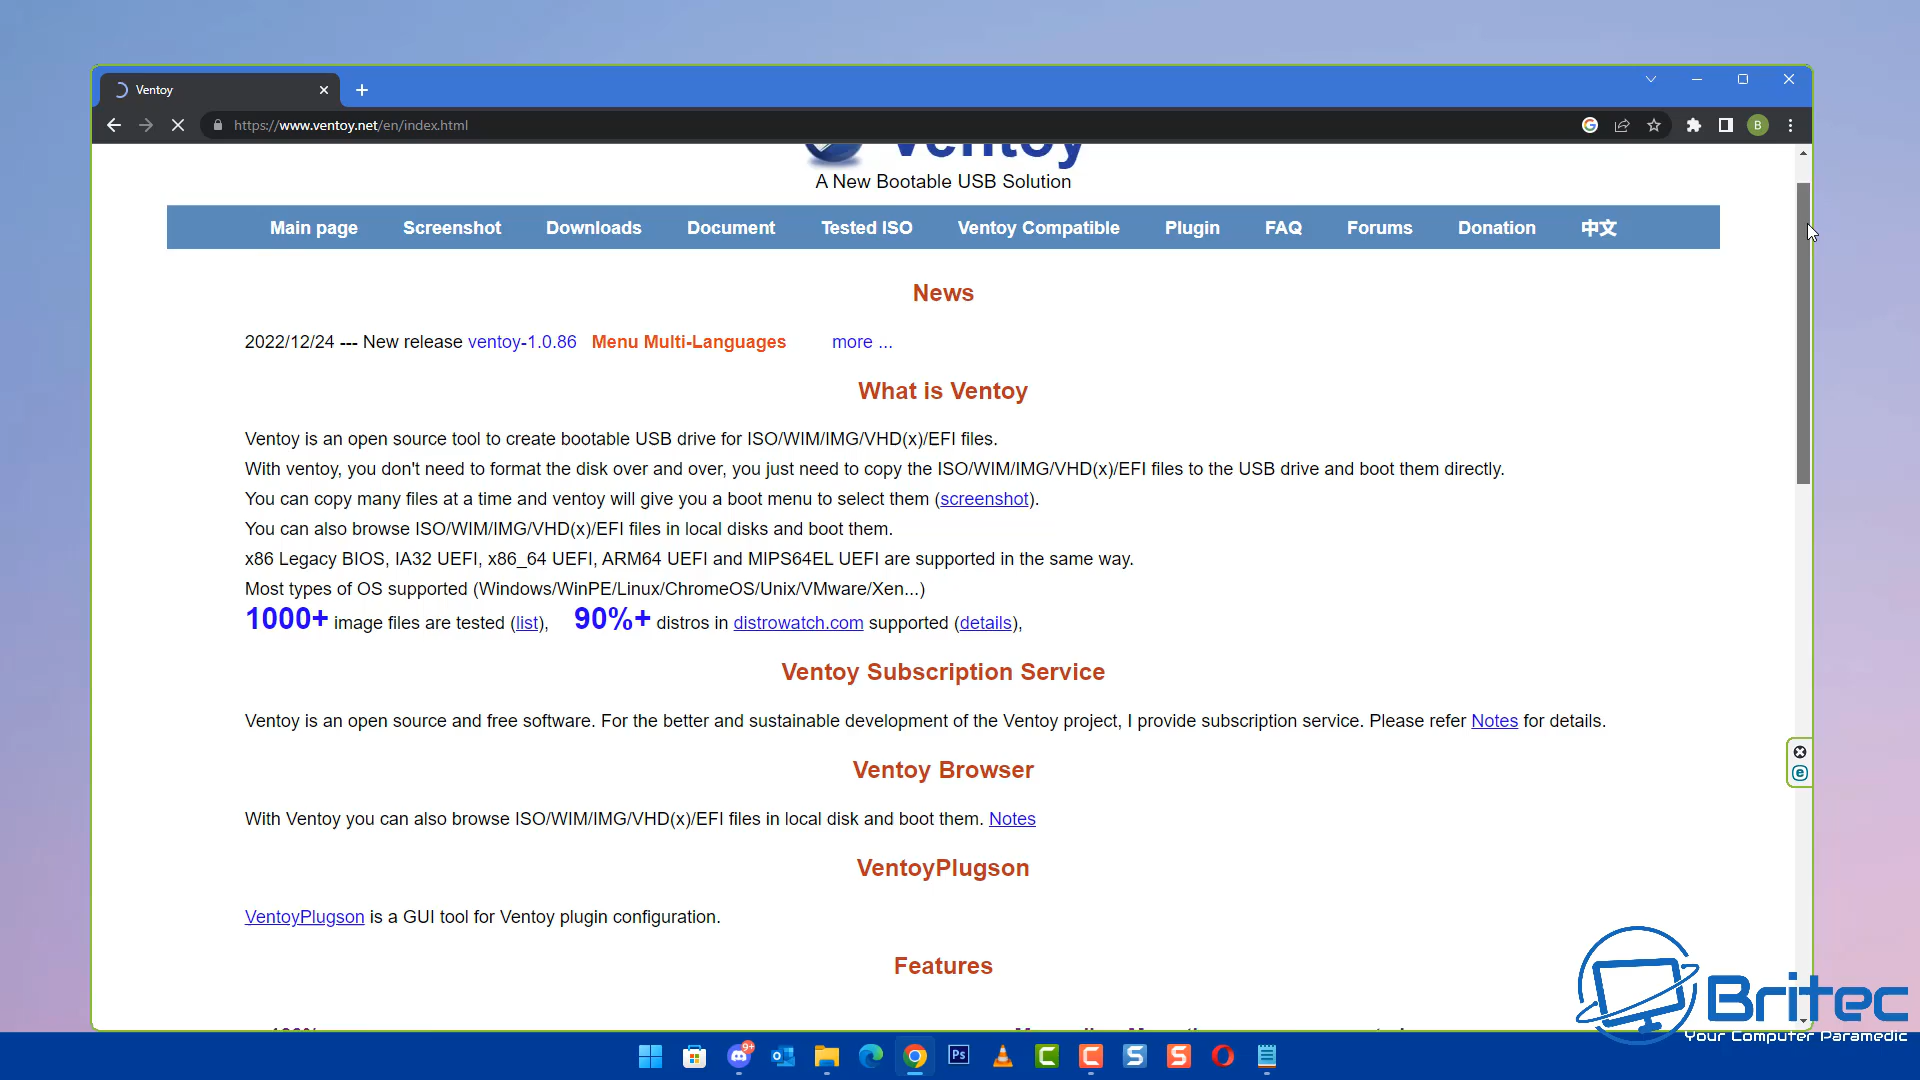 Ventoy
https://www.ventoy.net/en/index.html
B
Ventoy
A New Bootable USB Solution
Main page Screenshot Downloads Document Tested ISO Ventoy Compatible Plugin FAQ Forums Donation 中文
News
2022/12/24 --- New release ventoy-1.0.86 Menu Multi-Languages more ...
What is Ventoy
Ventoy is an open source tool to create bootable USB drive for ISO/WIM/IMG/VHD(x)/EFI files.
With ventoy, you don't need to format the disk over and over, you just need to copy the ISO/WIM/IMG/VHD(x)/EFI files to the USB drive and boot them directly.
You can copy many files at a time and ventoy will give you a boot menu to select them (screenshot).
You can also browse ISO/WIM/IMG/VHD(x)/EFI files in local disks and boot them.
x86 Legacy BIOS, IA32 UEFI, x86_64 UEFI, ARM64 UEFI and MIPS64EL UEFI are supported in the same way.
Most types of OS supported (Windows/WinPE/Linux/ChromeOS/Unix/VMware/Xen...)
1000+ image files are tested (list), 90%+ distros in distrowatch.com supported (details),
Ventoy Subscription Service
Ventoy is an open source and free software. For the better and sustainable development of the Ventoy project, I provide subscription service. Please refer Notes for details.
Ventoy Browser
With Ventoy you can also browse ISO/WIM/IMG/VHD(x)/EFI files in local disk and boot them. Notes
VentoyPlugson
VentoyPlugson is a GUI tool for Ventoy plugin configuration.
Features
Britec
Your Computer Paramedic
9+
Ps